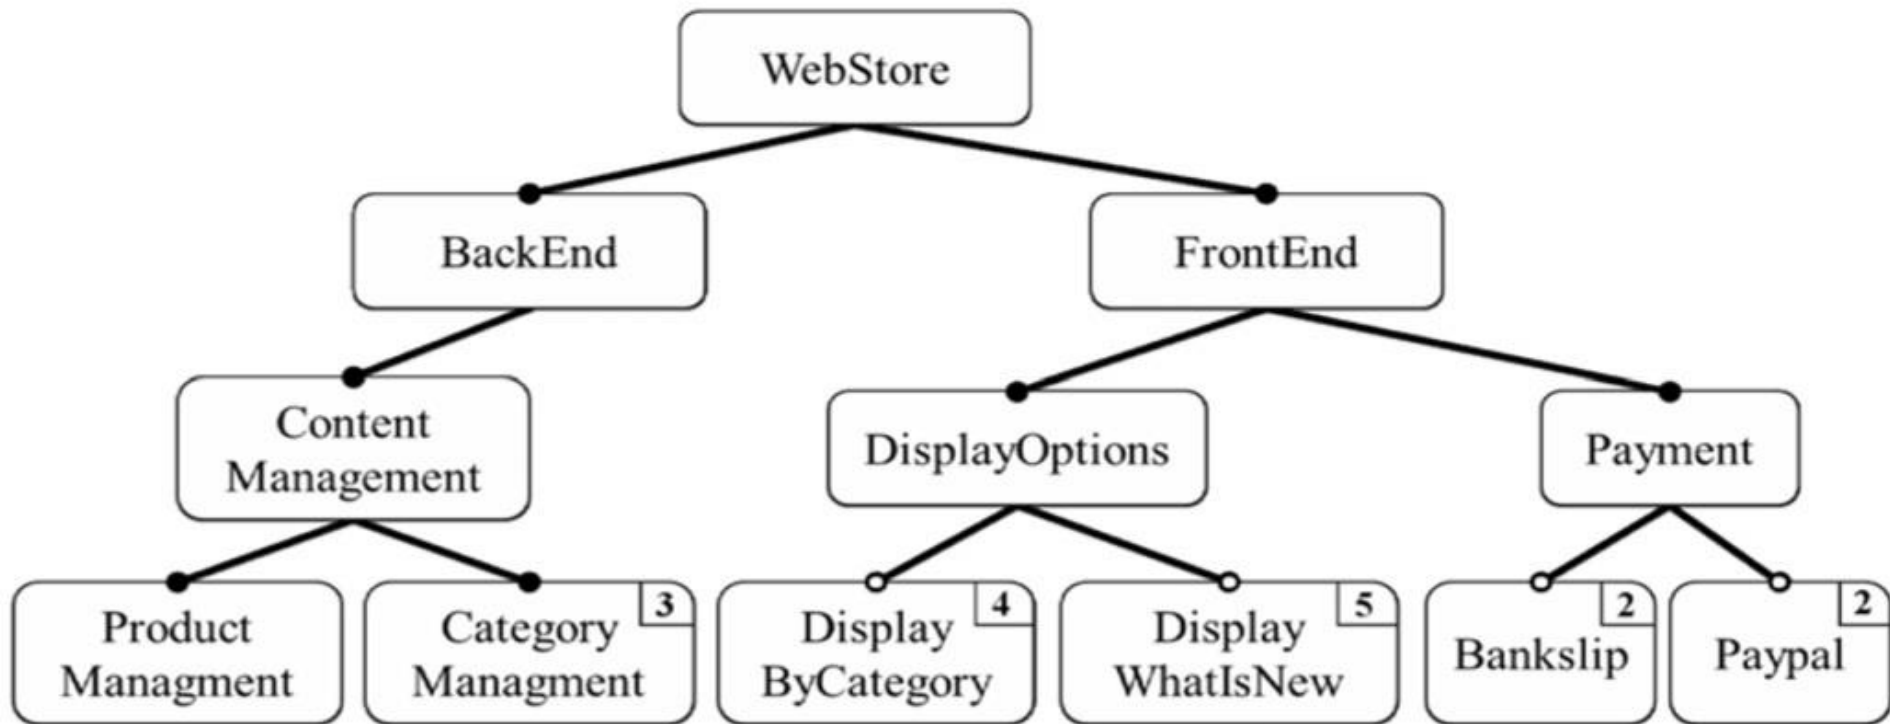 WebStore
BackEnd
FrontEnd
Content
Management
DisplayOptions
Payment
Product
Managment
3
Category
Managment
4
Display
ByCategory
5
Display
WhatIsNew
2
Bankslip
2
Paypal